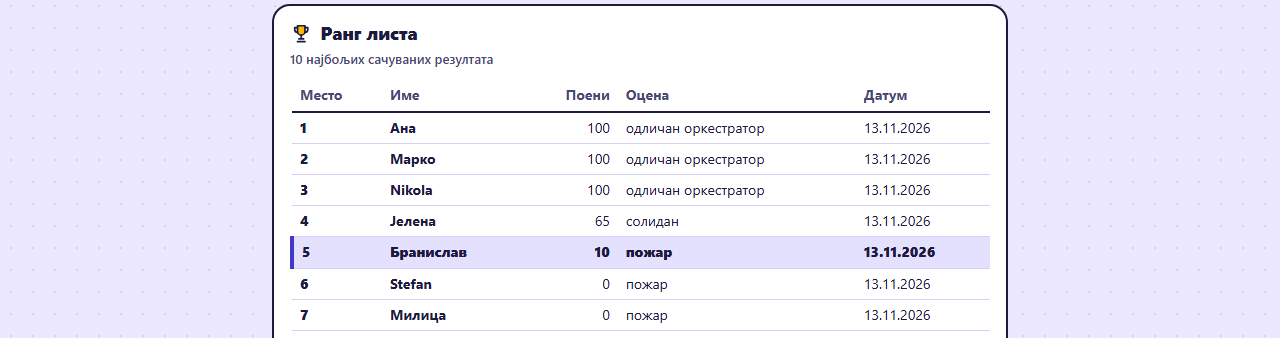 Ранг листа
10 најбољих сачуваних резултата
Место Име Поени Оцена Датум
1 Ана 100 одличан оркестратор 13.11.2026
2 Марко 100 одличан оркестратор 13.11.2026
3 Nikola 100 одличан оркестратор 13.11.2026
4 Јелена 65 солидан 13.11.2026
5 Бранислав 10 пожар 13.11.2026
6 Stefan 0 пожар 13.11.2026
7 Милица 0 пожар 13.11.2026